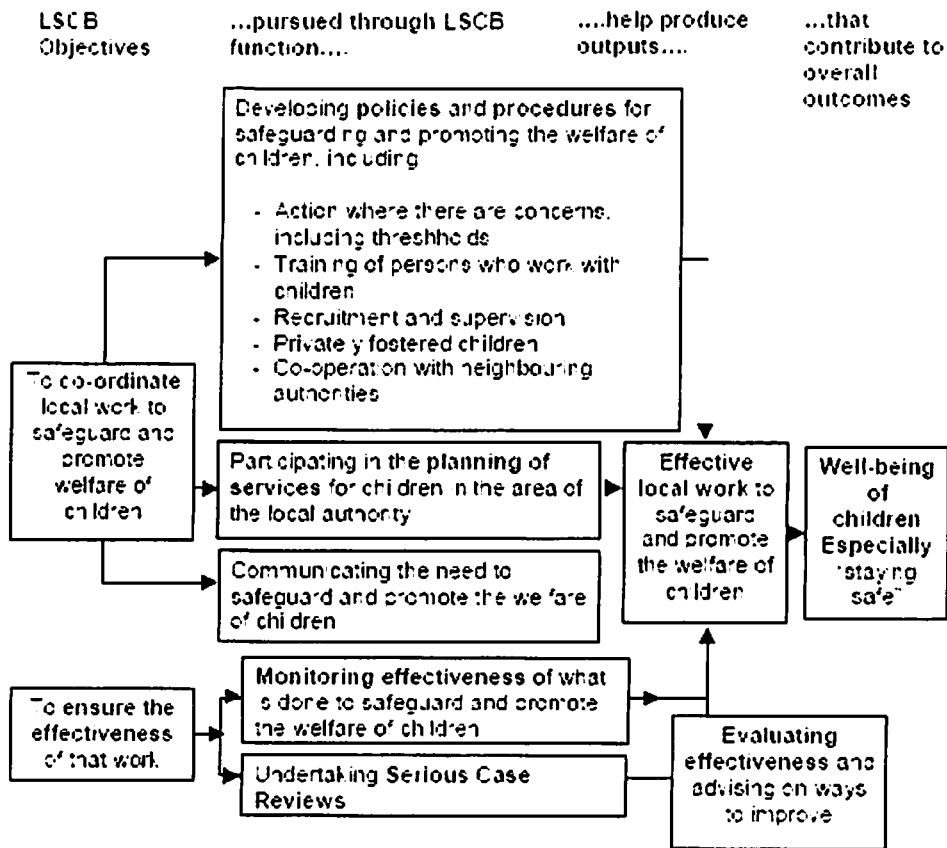 LSCB
Objectives
...pursued through LSCB
function....
....help produce
outputs....
...that
contribute to
overall
outcomes
Developing policies and procedures for
safeguarding and promoting the welfare of
children, including
- Action where there are concerns,
including threshholds
- Training of persons who work with
children
- Recruitment and supervision
- Privately fostered children
- Co-operation with neighbouring
authorities
To co-ordinate
local work to
safeguard and
promote
welfare of
children
Participating in the planning of
services for children in the area of
the local authority
Communicating the need to
safeguard and promote the welfare
of children
Effective
local work to
safeguard
and promote
the welfare of
children
Well-being
of
children
Especially
"staying
safe"
To ensure the
effectiveness
of that work
Monitoring effectiveness of what
is done to safeguard and promote
the welfare of children
Undertaking Serious Case
Reviews
Evaluating
effectiveness and
advising on ways
to improve